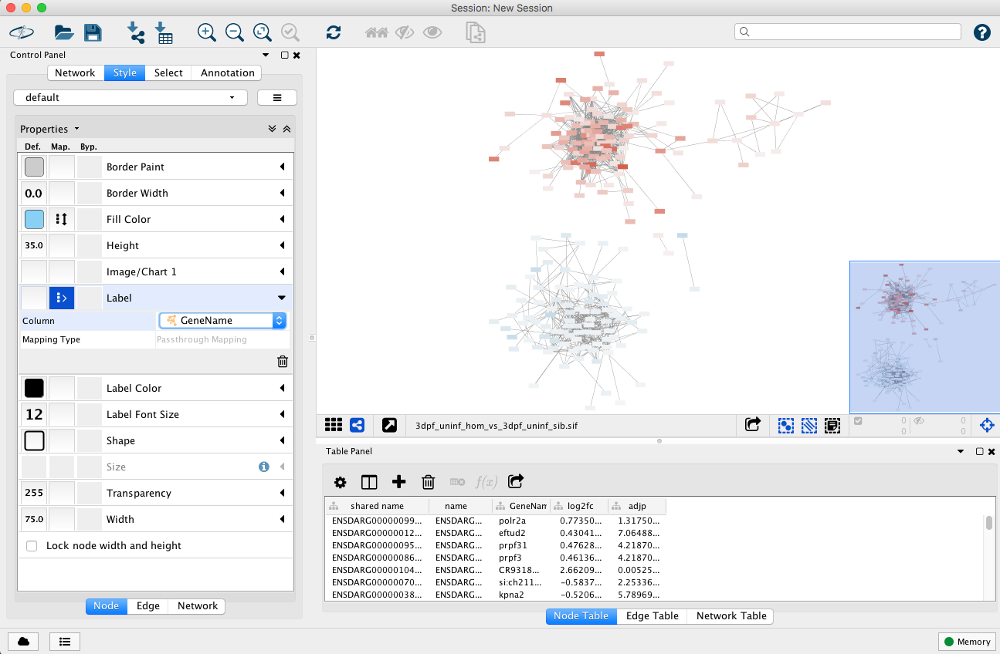 Session: New Session
Control Panel
Network Style Select Annotation
default
Properties
Def. Map. Byp.
Border Paint
0.0 Border Width
Fill Color
35.0 Height
Image/Chart 1
Label
Column GeneName
Mapping Type Passthrough Mapping
Label Color
12 Label Font Size
Shape
Size
255 Transparency
75.0 Width
Lock node width and height
Node Edge Network
3dpf_uninf_hom_vs_3dpf_uninf_sib.sif
0 0
0 0
Table Panel
f(x)
shared name name GeneNam log2fc adjp
ENSDARG00000099... ENSDARG... polr2a 0.77350... 1.31750...
ENSDARG00000012... ENSDARG... eftud2 0.43041... 7.06488...
ENSDARG00000095... ENSDARG... prpf31 0.47628... 4.21870...
ENSDARG00000086... ENSDARG... prpf3 0.46136... 4.21870...
ENSDARG00000104... ENSDARG... CR9318... 2.66209... 0.00525...
ENSDARG00000070... ENSDARG... si:ch211... -0.5837... 2.25336...
ENSDARG00000038... ENSDARG... kpna2 -0.5206... 5.78969...
Node Table Edge Table Network Table
Memory